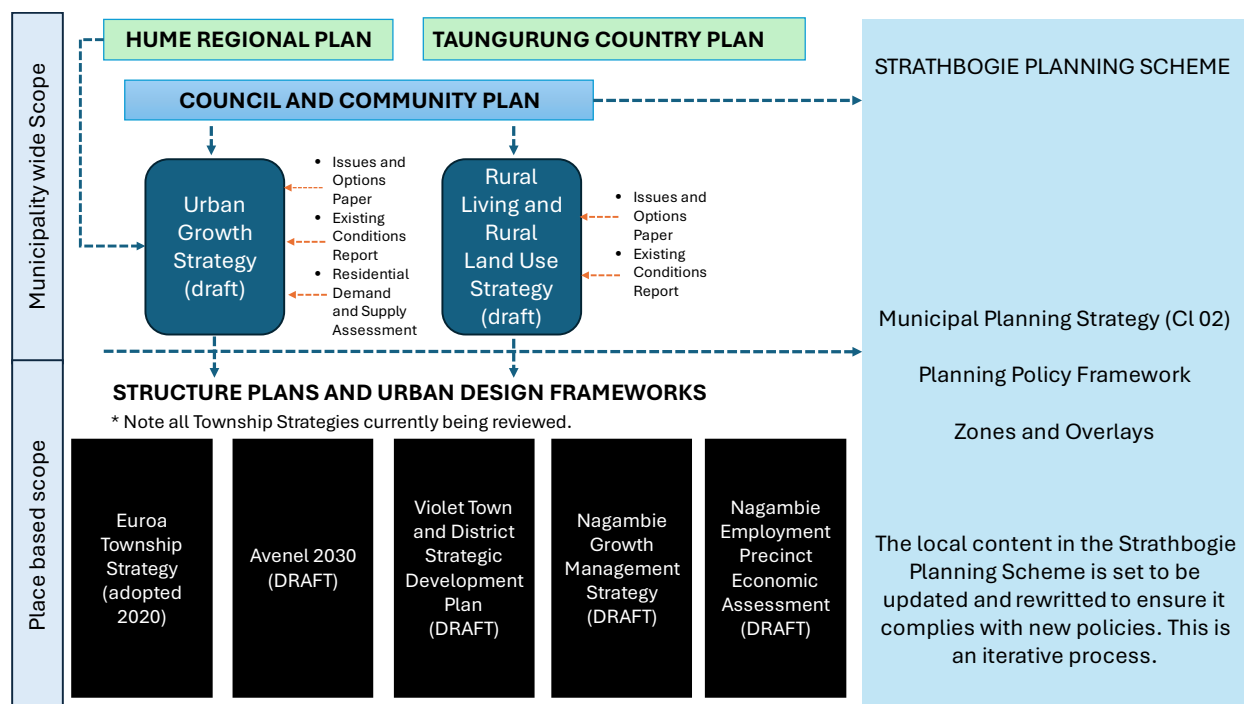 Municipality wide Scope
HUME REGIONAL PLAN
TAUNGURUNG COUNTRY PLAN
COUNCIL AND COMMUNITY PLAN
Urban
Growth
Strategy
(draft)
• Issues and
Options
Paper
• Existing
Conditions
Report
• Residential
Demand
and Supply
Assessment
Rural
Living and
Rural
Land Use
Strategy
(draft)
• Issues and
Options
Paper
• Existing
Conditions
Report
Place based scope
STRUCTURE PLANS AND URBAN DESIGN FRAMEWORKS
* Note all Township Strategies currently being reviewed.
Euroa
Township
Strategy
(adopted
2020)
Avenel 2030
(DRAFT)
Violet Town
and District
Strategic
Development
Plan
(DRAFT)
Nagambie
Growth
Management
Strategy
(DRAFT)
Nagambie
Employment
Precinct
Economic
Assessment
(DRAFT)
STRATHBOGIE PLANNING SCHEME
Municipal Planning Strategy (Cl 02)
Planning Policy Framework
Zones and Overlays
The local content in the Strathbogie
Planning Scheme is set to be
updated and rewritted to ensure it
complies with new policies. This is
an iterative process.